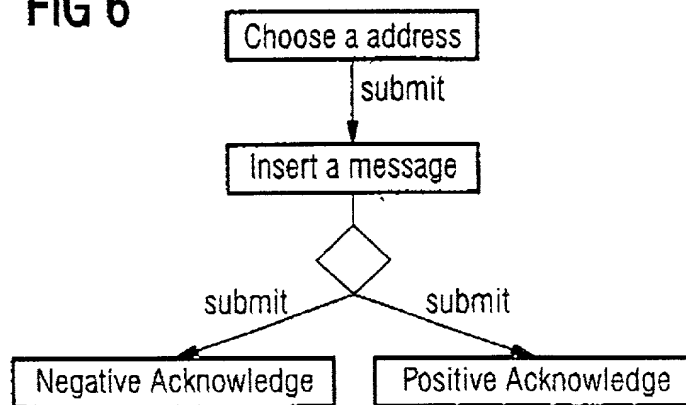 FIG 6
Choose a address
submit
Insert a message
submit submit
Negative Acknowledge Positive Acknowledge